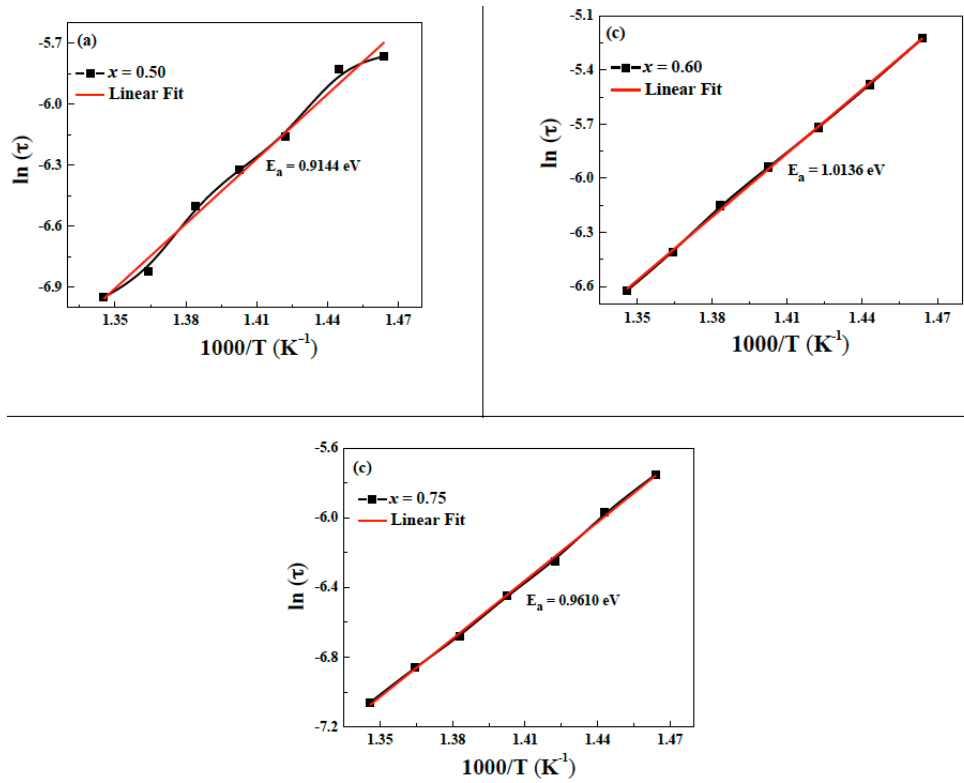 (a)
x = 0.50
Linear Fit
Eₐ = 0.9144 eV
ln (τ)
-5.7
-6.0
-6.3
-6.6
-6.9
1.35 1.38 1.41 1.44 1.47
1000/T (K⁻¹)
(c)
x = 0.60
Linear Fit
Eₐ = 1.0136 eV
ln (τ)
-5.1
-5.4
-5.7
-6.0
-6.3
-6.6
1.35 1.38 1.41 1.44 1.47
1000/T (K⁻¹)
(c)
x = 0.75
Linear Fit
Eₐ = 0.9610 eV
ln (τ)
-5.6
-6.0
-6.4
-6.8
-7.2
1.35 1.38 1.41 1.44 1.47
1000/T (K⁻¹)